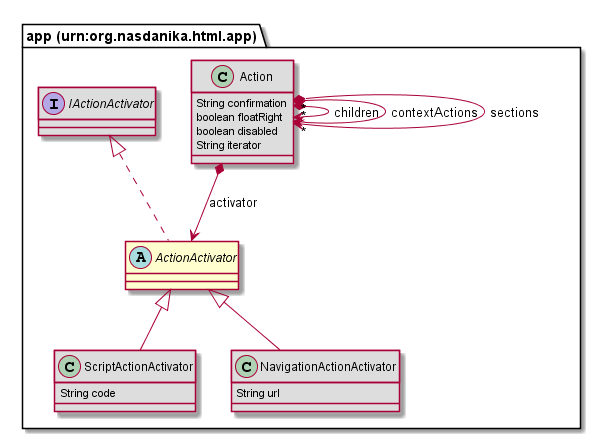 app (urn:org.nasdanika.html.app)
I IActionActivator
C Action
String confirmation
boolean floatRight
boolean disabled
String iterator
* children
* contextActions
* sections
activator
A ActionActivator
C ScriptActionActivator
String code
C NavigationActionActivator
String url